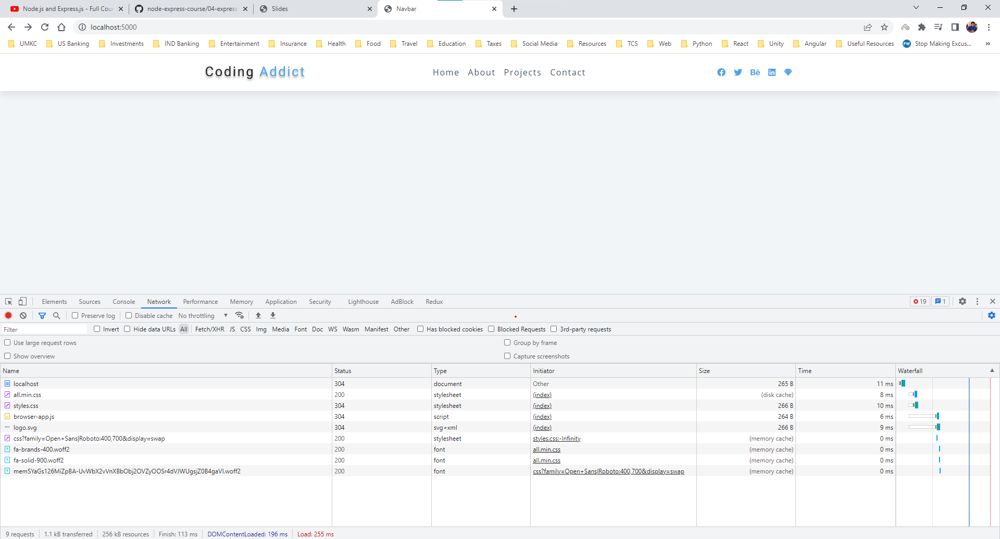 Node.js and Express.js - Full Cour
node-express-course/04-express
Slides
Navbar
localhost:5000
UMKC US Banking Investments IND Banking Entertainment Insurance Health Food Travel Education Taxes Social Media Resources TCS Web Python React Unity Angular Useful Resources FW Stop Making Excus... »
Coding Addict Home About Projects Contact Bē in
Elements Sources Console Network Performance Memory Application Security Lighthouse AdBlock Redux 19 1
Preserve log Disable cache No throttling
Filter Invert Hide data URLs All Fetch/XHR JS CSS Img Media Font Doc WS Wasm Manifest Other Has blocked cookies Blocked Requests 3rd-party requests
Use large request rows Group by frame
Show overview Capture screenshots
Name Status Type Initiator Size Time Waterfall
localhost 304 document Other 265 B 11 ms
all.min.css 200 stylesheet (index) (disk cache) 8 ms
styles.css 304 stylesheet (index) 266 B 10 ms
browser-app.js 304 script (index) 264 B 6 ms
logo.svg 304 svg+xml (index) 266 B 9 ms
css?family=Open+Sans|Roboto:400,700&display=swap 200 stylesheet styles.css:-Infinity (memory cache) 0 ms
fa-brands-400.woff2 200 font all.min.css (memory cache) 0 ms
fa-solid-900.woff2 200 font all.min.css (memory cache) 0 ms
memSYaGs126MiZpBA-UvWbX2vVnXBbObj2OVZyOOSr4dVJWUgsjZ0B4gaVI.woff2 200 font css?family=Open+Sans|Roboto:400,700&display=swap (memory cache) 0 ms
9 requests 1.1 kB transferred 256 kB resources Finish: 113 ms DOMContentLoaded: 196 ms Load: 255 ms